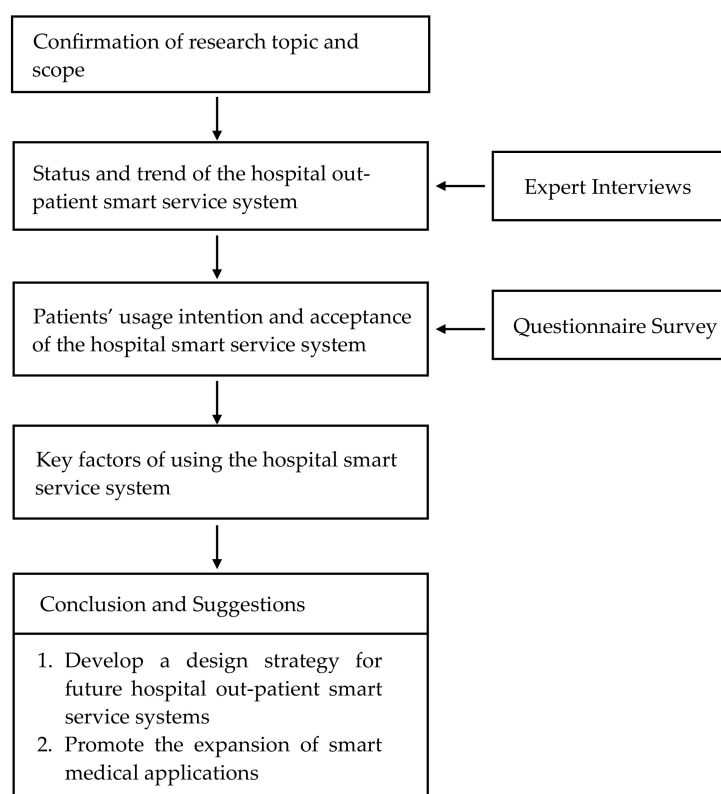 Confirmation of research topic and
scope
Status and trend of the hospital out-
patient smart service system
Expert Interviews
Patients’ usage intention and acceptance
of the hospital smart service system
Questionnaire Survey
Key factors of using the hospital smart
service system
Conclusion and Suggestions
1. Develop a design strategy for
future hospital out-patient smart
service systems
2. Promote the expansion of smart
medical applications